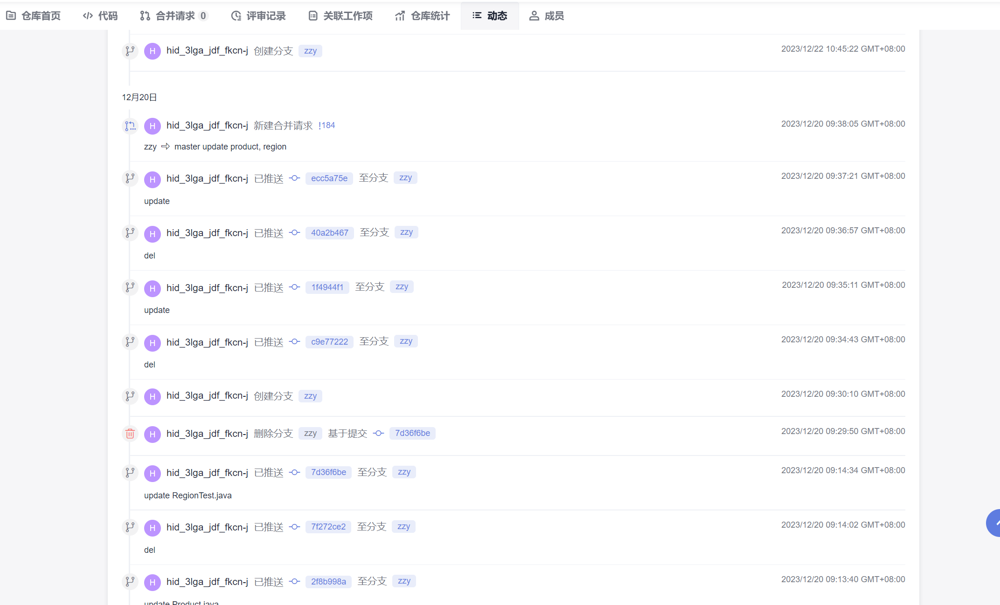 仓库首页 代码 合并请求 0 评审记录 关联工作项 仓库统计 动态 成员
H hid_3lga_jdf_fkcn-j 创建分支 zzy 2023/12/22 10:45:22 GMT+08:00
12月20日
H hid_3lga_jdf_fkcn-j 新建合并请求 !184 2023/12/20 09:38:05 GMT+08:00
zzy ⇨ master update product, region
H hid_3lga_jdf_fkcn-j 已推送 ecc5a75e 至分支 zzy 2023/12/20 09:37:21 GMT+08:00
update
H hid_3lga_jdf_fkcn-j 已推送 40a2b467 至分支 zzy 2023/12/20 09:36:57 GMT+08:00
del
H hid_3lga_jdf_fkcn-j 已推送 1f4944f1 至分支 zzy 2023/12/20 09:35:11 GMT+08:00
update
H hid_3lga_jdf_fkcn-j 已推送 c9e77222 至分支 zzy 2023/12/20 09:34:43 GMT+08:00
del
H hid_3lga_jdf_fkcn-j 创建分支 zzy 2023/12/20 09:30:10 GMT+08:00
H hid_3lga_jdf_fkcn-j 删除分支 zzy 基于提交 7d36f6be 2023/12/20 09:29:50 GMT+08:00
H hid_3lga_jdf_fkcn-j 已推送 7d36f6be 至分支 zzy 2023/12/20 09:14:34 GMT+08:00
update RegionTest.java
H hid_3lga_jdf_fkcn-j 已推送 7f272ce2 至分支 zzy 2023/12/20 09:14:02 GMT+08:00
del
H hid_3lga_jdf_fkcn-j 已推送 2f8b998a 至分支 zzy 2023/12/20 09:13:40 GMT+08:00
update Product.java